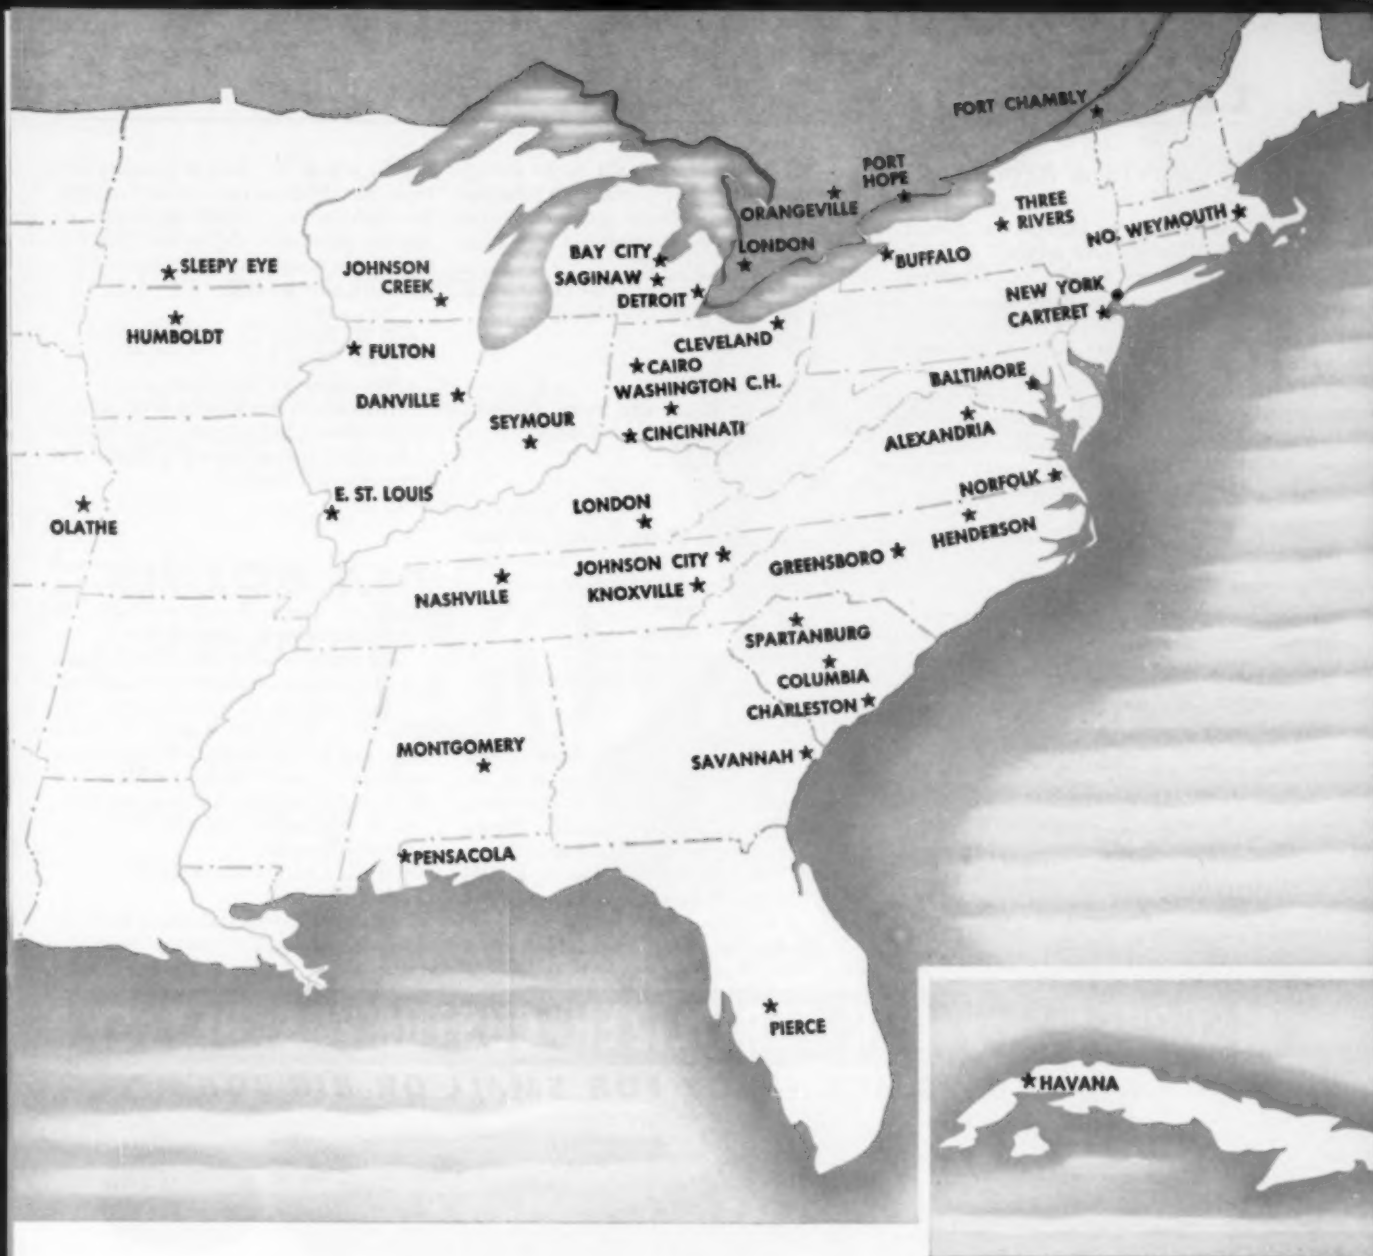 FORT CHAMBLY
PORT
HOPE
ORANGEVILLE
THREE
RIVERS
NO. WEYMOUTH
BAY CITY
LONDON
BUFFALO
SLEEPY EYE
JOHNSON
CREEK
SAGINAW
DETROIT
NEW YORK
CARTERET
HUMBOLDT
FULTON
CLEVELAND
CAIRO
WASHINGTON C.H.
BALTIMORE
DANVILLE
SEYMOUR
CINCINNATI
ALEXANDRIA
E. ST. LOUIS
LONDON
NORFOLK
OLATHE
HENDERSON
JOHNSON CITY
GREENSBORO
NASHVILLE
KNOXVILLE
SPARTANBURG
COLUMBIA
CHARLESTON
MONTGOMERY
SAVANNAH
PENSACOLA
PIERCE
HAVANA